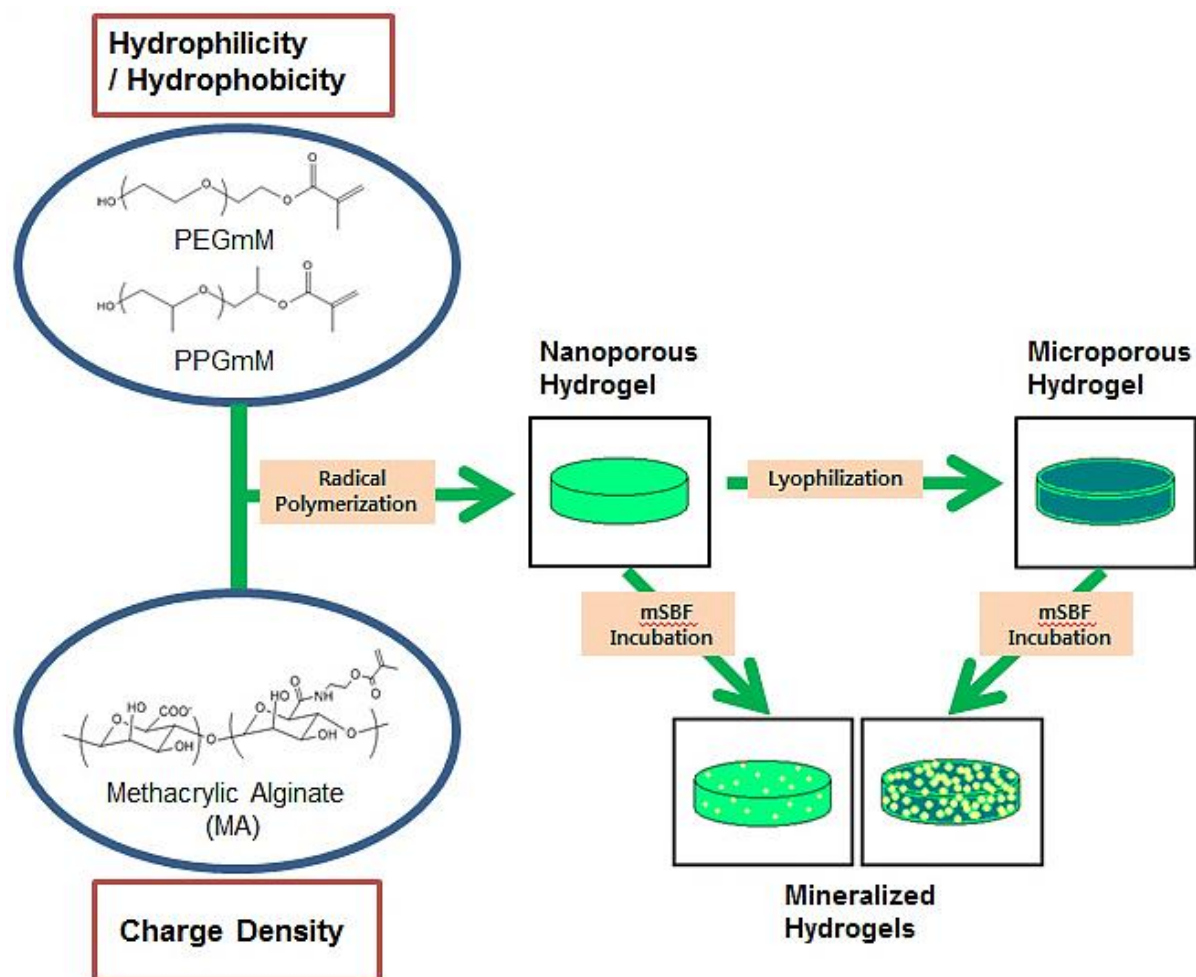 Hydrophilicity
/ Hydrophobicity
HO
O
O
O
PEGmM
HO
O
O
O
PPGmM
Radical
Polymerization
Nanoporous
Hydrogel
Lyophilization
Microporous
Hydrogel
mSBF
Incubation
mSBF
Incubation
HO
O
COO-
OH
O
HO
O
O
NH
O
O
OH
O
Methacrylic Alginate
(MA)
Mineralized
Hydrogels
Charge Density